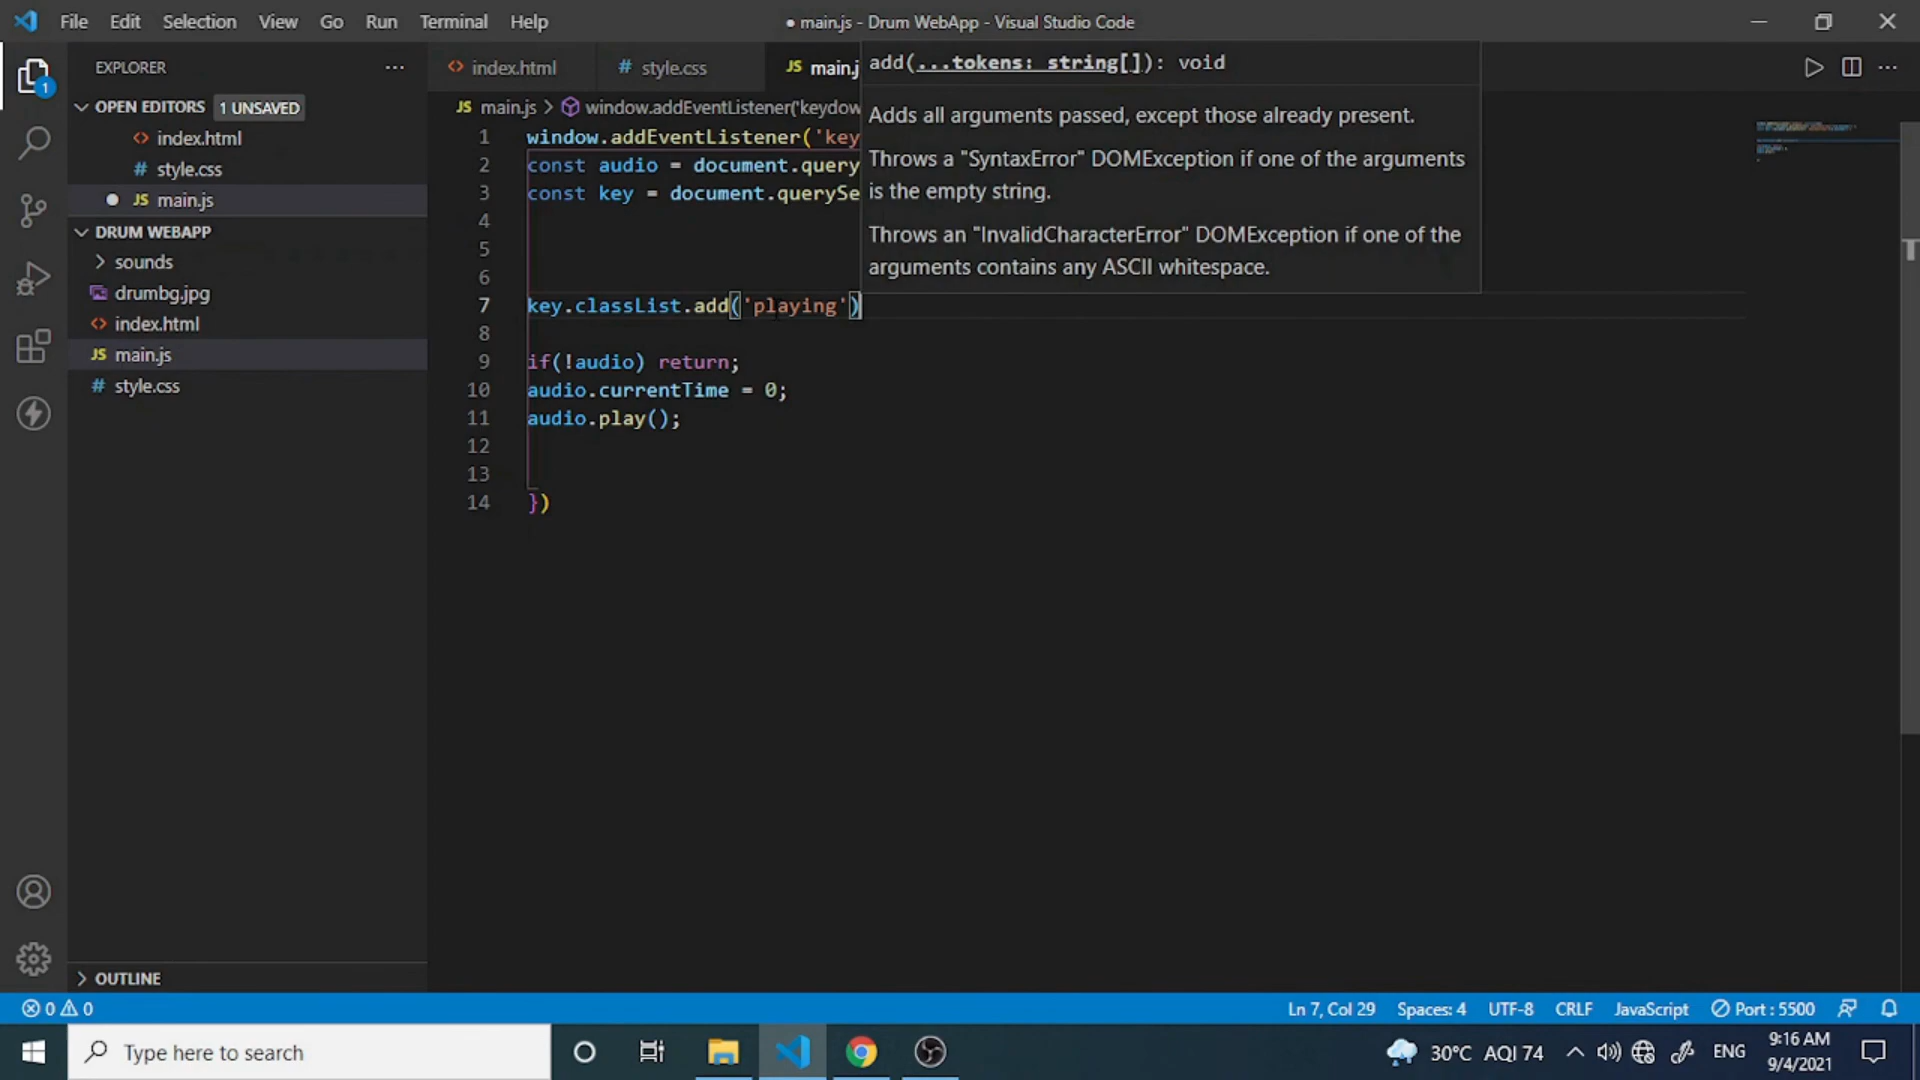 File Edit Selection View Go Run Terminal Help
● main.js - Drum WebApp - Visual Studio Code
EXPLORER
OPEN EDITORS 1 UNSAVED
index.html
style.css
main.js
DRUM WEBAPP
sounds
drumbg.jpg
index.html
main.js
style.css
OUTLINE
1
index.html
# style.css
JS main.j
JS main.js > window.addEventListener('keydow
1 window.addEventListener('key
2 const audio = document.query
3 const key = document.querySe
4
5
6
7 key.classList.add('playing')
8
9 if(!audio) return;
10 audio.currentTime = 0;
11 audio.play();
12
13
14 })
add(...tokens: string[]): void
Adds all arguments passed, except those already present.
Throws a "SyntaxError" DOMException if one of the arguments
is the empty string.
Throws an "InvalidCharacterError" DOMException if one of the
arguments contains any ASCII whitespace.
0 0
Ln 7, Col 29 Spaces: 4 UTF-8 CRLF JavaScript Port : 5500
Type here to search
30°C AQI 74 ENG
9:16 AM
9/4/2021